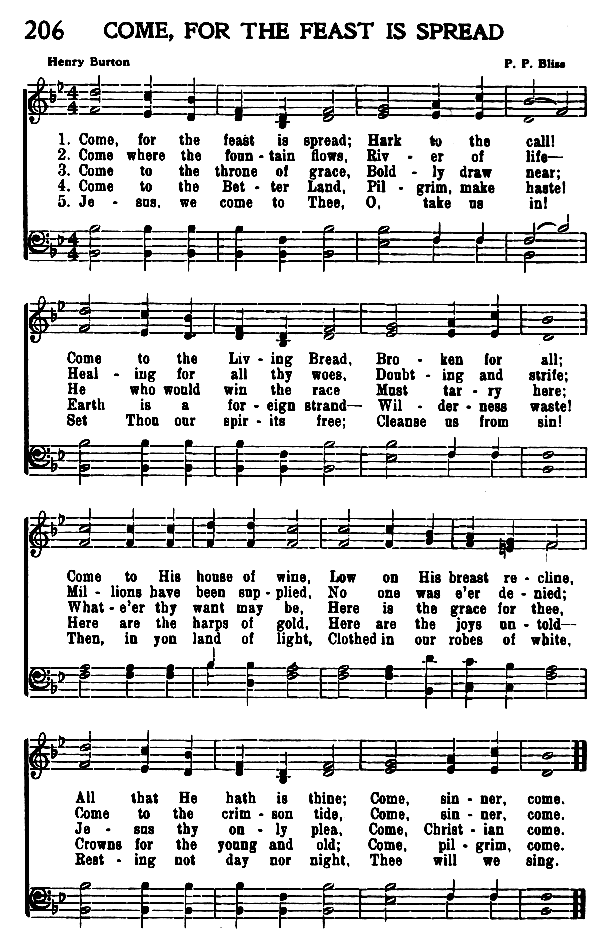 206 COME, FOR THE FEAST IS SPREAD
Henry Burton P. P. Bliss
1. Come, for the feast is spread; Hark to the call!
2. Come where the foun - tain flows, Riv - er of life—
3. Come to the throne of grace, Bold - ly draw near;
4. Come to the Bet - ter Land, Pil - grim, make haste!
5. Je - sus, we come to Thee, O, take us in!
Come to the Liv - ing Bread, Bro - ken for all;
Heal - ing for all thy woes, Doubt - ing and strife;
He who would win the race Must tar - ry here;
Earth is a for - eign strand— Wil - der - ness waste!
Set Thou our spir - its free; Cleanse us from sin!
Come to His house of wine, Low on His breast re - cline,
Mil - lions have been sup - plied, No one was e'er de - nied;
What - e'er thy want may be, Here is the grace for thee,
Here are the harps of gold, Here are the joys un - told—
Then, in yon land of light, Clothed in our robes of white,
All that He hath is thine; Come, sin - ner, come.
Come to the crim - son tide, Come, sin - ner, come.
Je - sus thy on - ly plea, Come, Christ - ian come.
Crowns for the young and old; Come, pil - grim, come.
Rest - ing not day nor night, Thee will we sing.